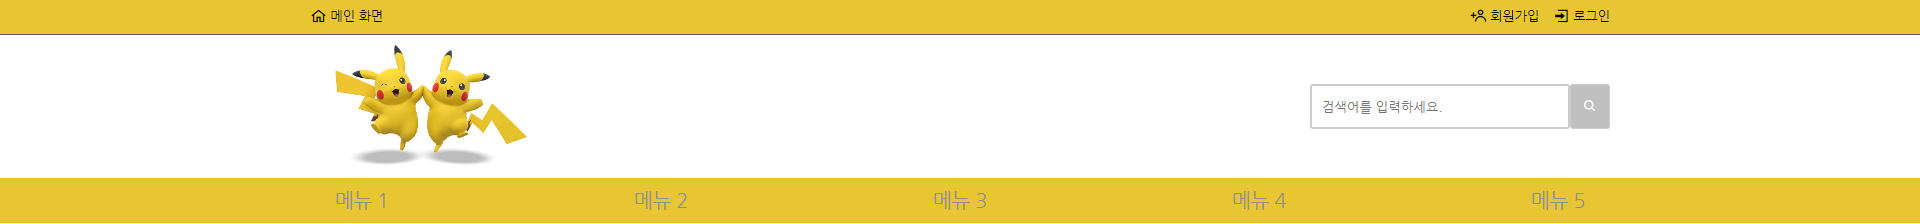 메인 화면 회원가입 로그인
검색어를 입력하세요.
메뉴 1 메뉴 2 메뉴 3 메뉴 4 메뉴 5